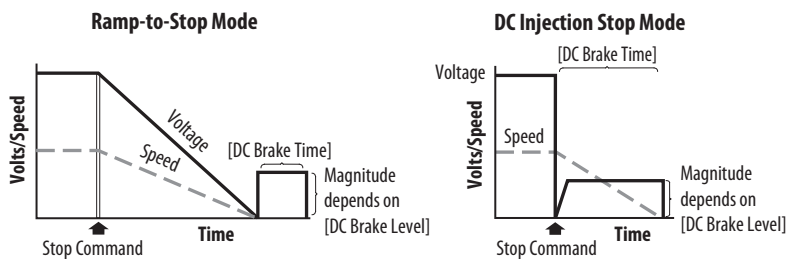 Ramp-to-Stop Mode
Volts/Speed
Voltage
Speed
[DC Brake Time]
Magnitude
depends on
[DC Brake Level]
Stop Command
Time
DC Injection Stop Mode
[DC Brake Time]
Voltage
Volts/Speed
Speed
Magnitude
depends on
[DC Brake Level]
Stop Command
Time